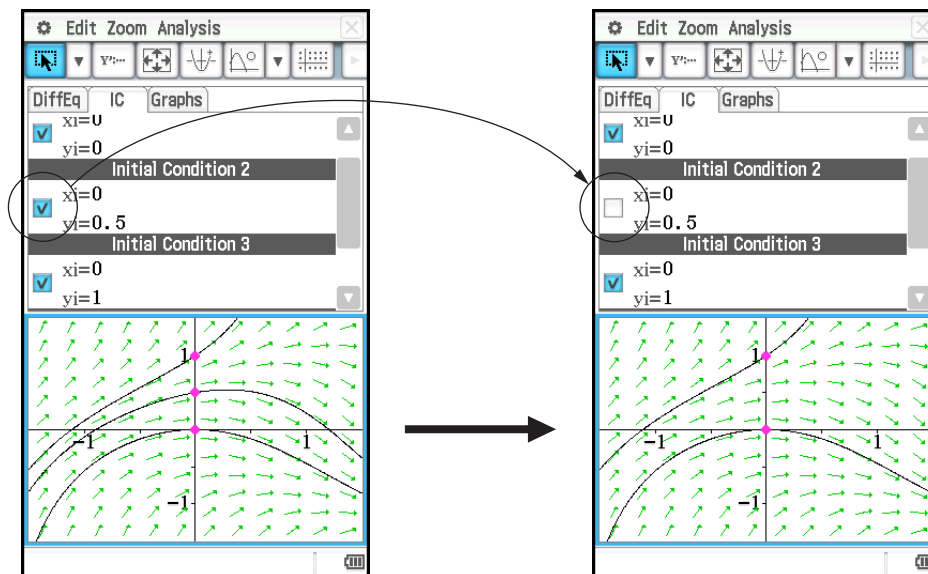 Edit Zoom Analysis
Y':···
DiffEq IC Graphs
xi=0
yi=0
Initial Condition 2
xi=0
yi=0.5
Initial Condition 3
xi=0
yi=1
1
-1
1
-1
Edit Zoom Analysis
Y':···
DiffEq IC Graphs
xi=0
yi=0
Initial Condition 2
xi=0
yi=0.5
Initial Condition 3
xi=0
yi=1
1
-1
1
-1